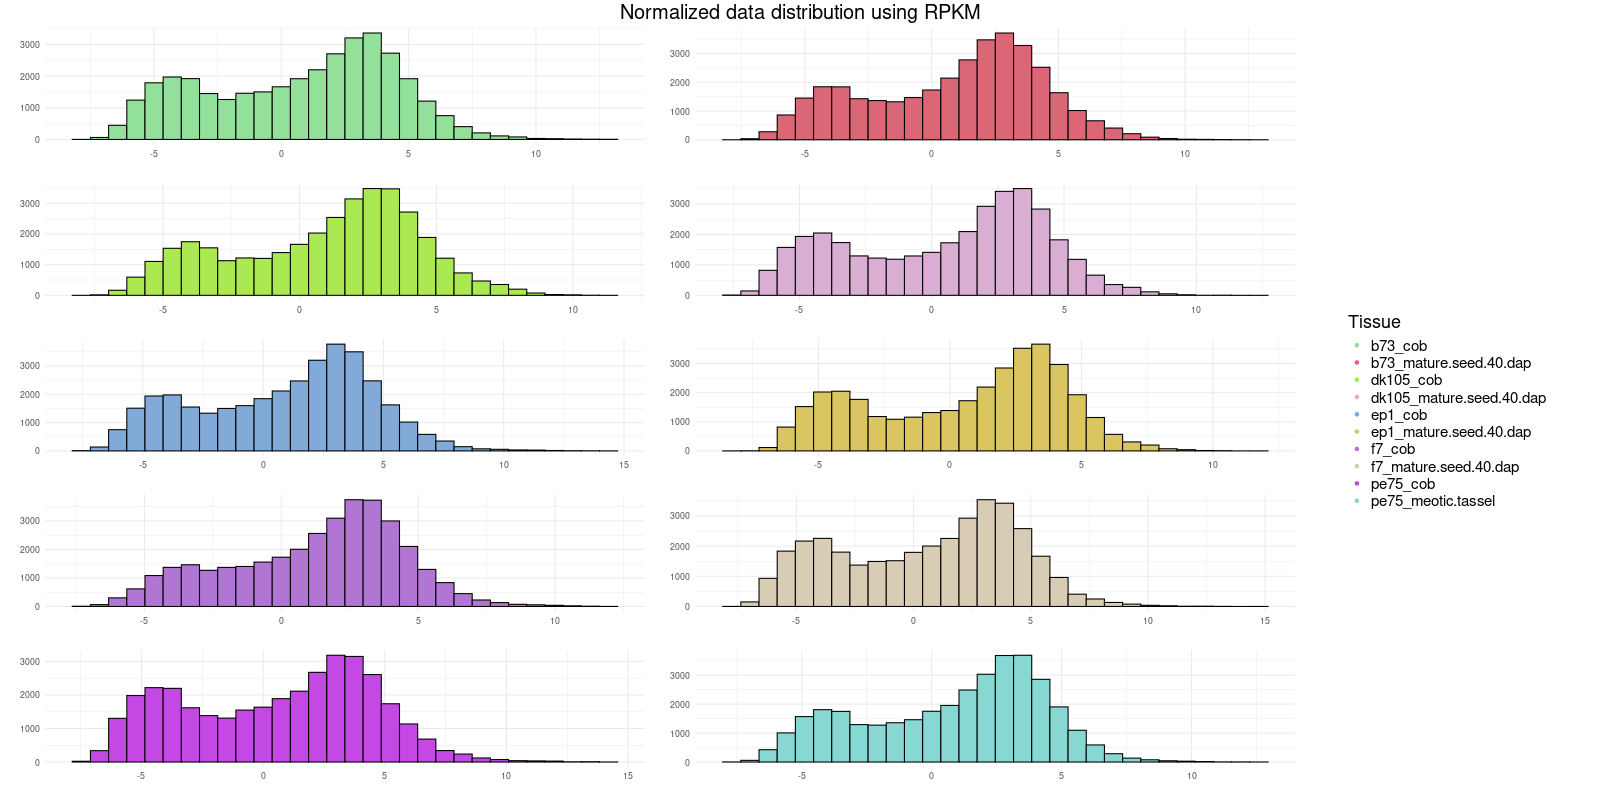 Normalized data distribution using RPKM
3000
2000
1000
0
-5 0 5 10
3000
2000
1000
0
-5 0 5 10
3000
2000
1000
0
-5 0 5 10
3000
2000
1000
0
-5 0 5 10
3000
2000
1000
0
-5 0 5 10 15
3000
2000
1000
0
-5 0 5 10
3000
2000
1000
0
-5 0 5 10
3000
2000
1000
0
-5 0 5 10 15
3000
2000
1000
0
-5 0 5 10 15
3000
2000
1000
0
-5 0 5 10
Tissue
b73_cob
b73_mature.seed.40.dap
dk105_cob
dk105_mature.seed.40.dap
ep1_cob
ep1_mature.seed.40.dap
f7_cob
f7_mature.seed.40.dap
pe75_cob
pe75_meotic.tassel